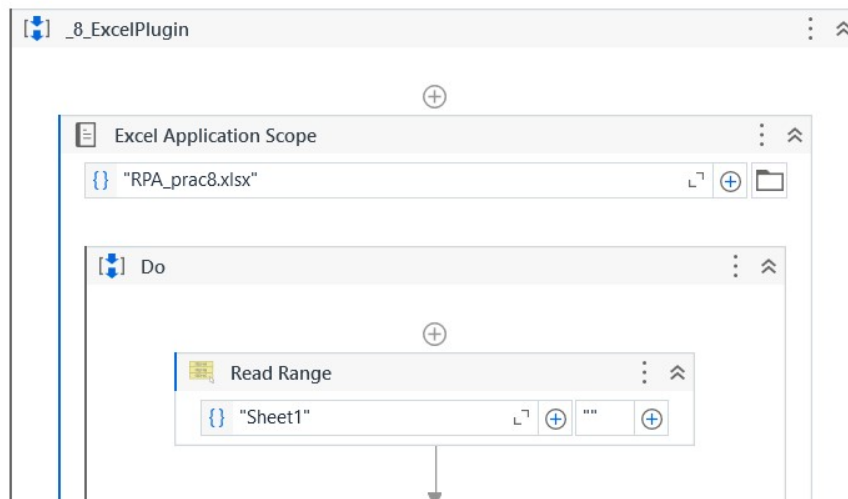 _8_ExcelPlugin
Excel Application Scope
{} "RPA_prac8.xlsx"
Do
Read Range
{} "Sheet1" ""